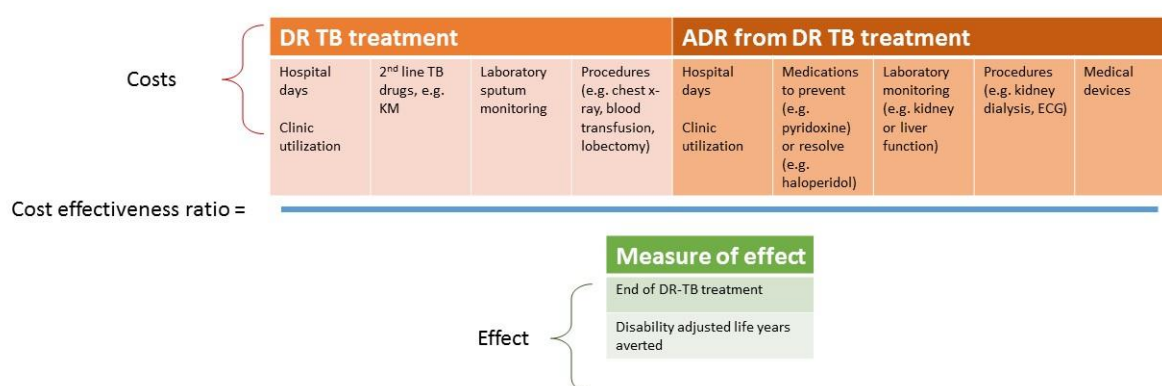 DR TB treatment
ADR from DR TB treatment
Costs
Hospital
days
Clinic
utilization
2nd line TB
drugs, e.g.
KM
Laboratory
sputum
monitoring
Procedures
(e.g. chest x-
ray, blood
transfusion,
lobectomy)
Hospital
days
Clinic
utilization
Medications
to prevent
(e.g.
pyridoxine)
or resolve
(e.g.
haloperidol)
Laboratory
monitoring
(e.g. kidney
or liver
function)
Procedures
(e.g. kidney
dialysis, ECG)
Medical
devices
Cost effectiveness ratio =
Measure of effect
End of DR-TB treatment
Disability adjusted life years
averted
Effect